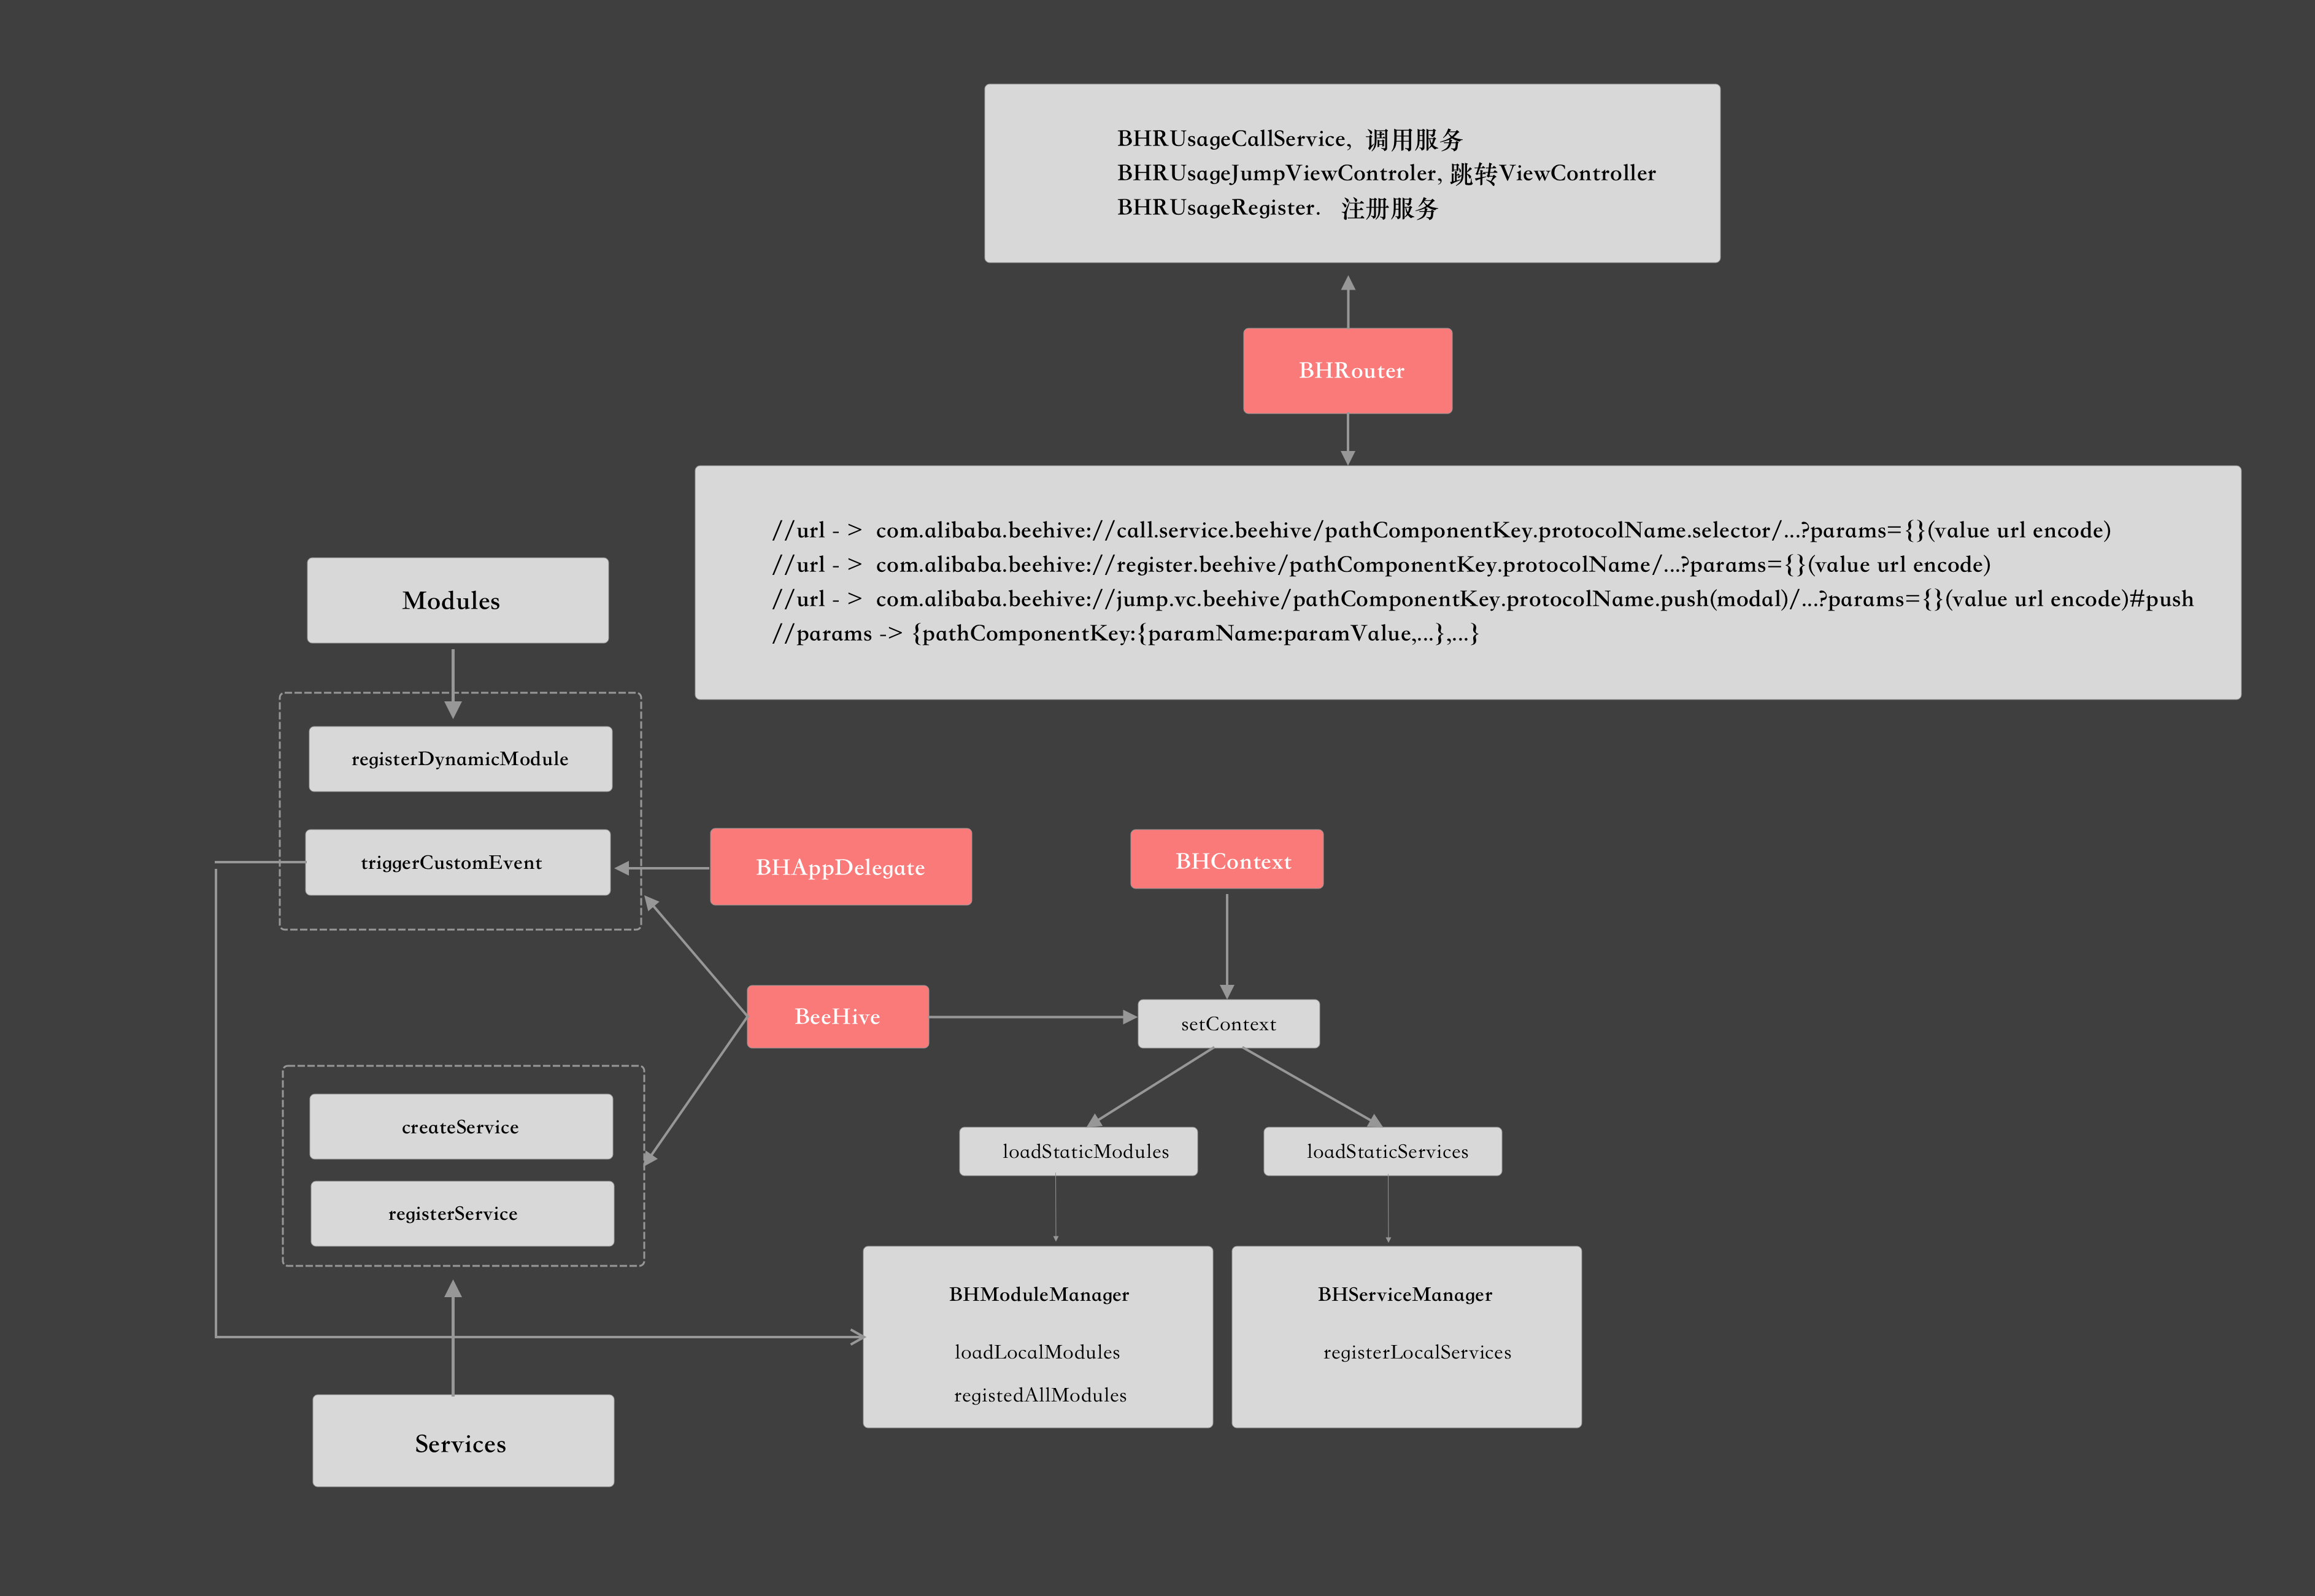 BHRUsageCallService,  调用服务
BHRUsageJumpViewControler, 跳转ViewController
BHRUsageRegister.   注册服务
BHRouter
//url - >  com.alibaba.beehive://call.service.beehive/pathComponentKey.protocolName.selector/...?params={}(value url encode)
//url - >  com.alibaba.beehive://register.beehive/pathComponentKey.protocolName/...?params={}(value url encode)
//url - >  com.alibaba.beehive://jump.vc.beehive/pathComponentKey.protocolName.push(modal)/...?params={}(value url encode)#push
//params -> {pathComponentKey:{paramName:paramValue,...},...}
Modules
registerDynamicModule
triggerCustomEvent
BHAppDelegate
BHContext
BeeHive
setContext
createService
registerService
loadStaticModules
loadStaticServices
BHModuleManager
loadLocalModules
registedAllModules
BHServiceManager
registerLocalServices
Services